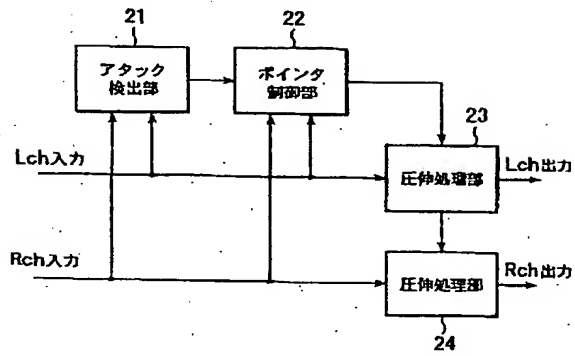 21
22
アタック
検出部
ポインタ
制御部
23
Lch入力
圧伸処理部
Lch出力
Rch入力
圧伸処理部
Rch出力
24